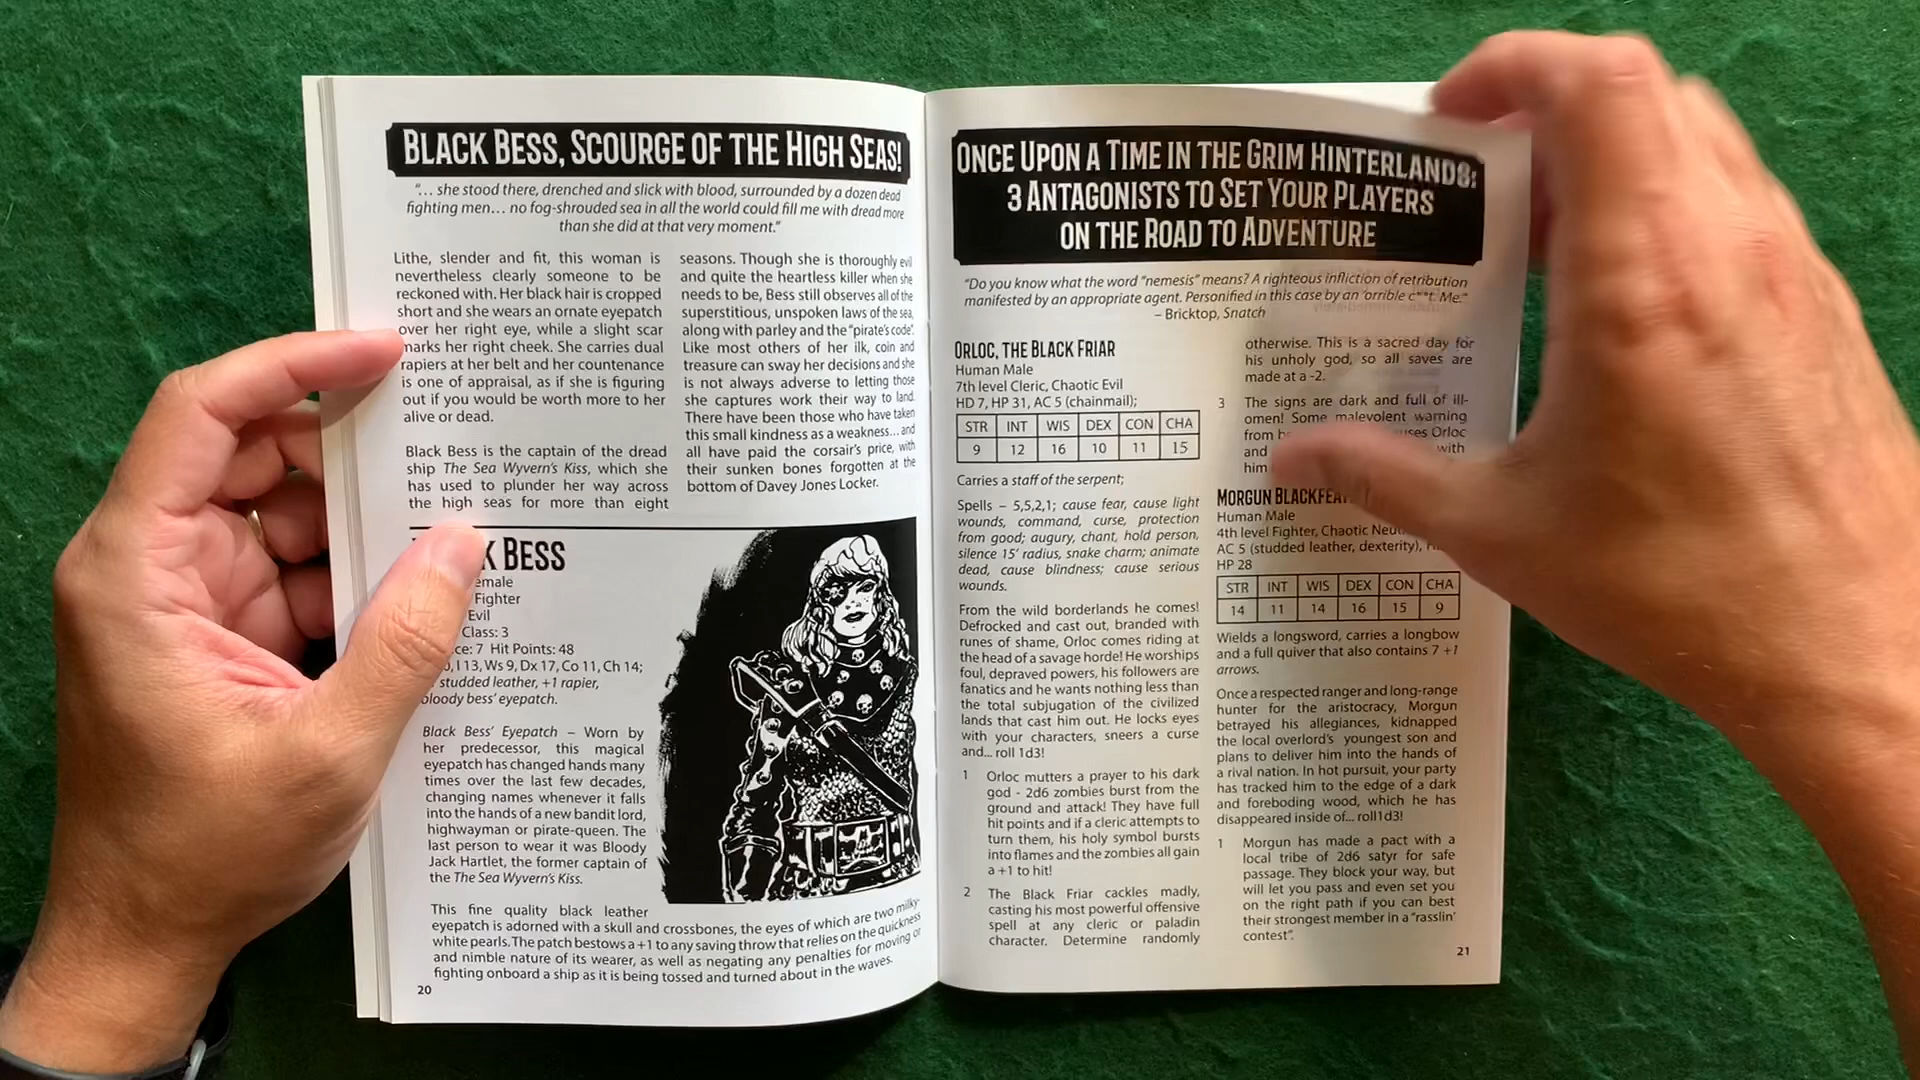 BLACK BESS, SCOURGE OF THE HIGH SEAS!
"... she stood there, drenched and slick with blood, surrounded by a dozen dead
fighting men... no fog-shrouded sea in all the world could fill me with dread more
than she did at that very moment."
Lithe, slender and fit, this woman is
nevertheless clearly someone to be
reckoned with. Her black hair is cropped
short and she wears an ornate eyepatch
over her right eye, while a slight scar
marks her right cheek. She carries dual
rapiers at her belt and her countenance
is one of appraisal, as if she is figuring
out if you would be worth more to her
alive or dead.
Black Bess is the captain of the dread
ship The Sea Wyvern's Kiss, which she
has used to plunder her way across
the high seas for more than eight
seasons. Though she is thoroughly evil
and quite the heartless killer when she
needs to be, Bess still observes all of the
superstitious, unspoken laws of the sea,
along with parley and the "pirate's code".
Like most others of her ilk, coin and
treasure can sway her decisions and she
is not always adverse to letting those
she captures work their way to land.
There have been those who have taken
this small kindness as a weakness... and
all have paid the corsair's price, with
their sunken bones forgotten at the
bottom of Davey Jones Locker.
K BESS
emale
Fighter
Evil
Class: 3
ce: 7 Hit Points: 48
, I 13, Ws 9, Dx 17, Co 11, Ch 14;
studded leather, +1 rapier,
bloody bess' eyepatch.
Black Bess' Eyepatch – Worn by
her predecessor, this magical
eyepatch has changed hands many
times over the last few decades,
changing names whenever it falls
into the hands of a new bandit lord,
highwayman or pirate-queen. The
last person to wear it was Bloody
Jack Hartlet, the former captain of
the The Sea Wyvern's Kiss.
This fine quality black leather
eyepatch is adorned with a skull and crossbones, the eyes of which are two milky-
white pearls. The patch bestows a +1 to any saving throw that relies on the quickness
and nimble nature of its wearer, as well as negating any penalties for moving or
fighting onboard a ship as it is being tossed and turned about in the waves.
20
ONCE UPON A TIME IN THE GRIM HINTERLANDS:
3 ANTAGONISTS TO SET YOUR PLAYERS
ON THE ROAD TO ADVENTURE
"Do you know what the word "nemesis" means? A righteous infliction of retribution
manifested by an appropriate agent. Personified in this case by an 'orrible c**t. Me."
– Bricktop, Snatch
ORLOC, THE BLACK FRIAR
Human Male
7th level Cleric, Chaotic Evil
HD 7, HP 31, AC 5 (chainmail);
STR INT WIS DEX CON CHA
9 12 16 10 11 15
Carries a staff of the serpent;
Spells – 5,5,2,1; cause fear, cause light
wounds, command, curse, protection
from good; augury, chant, hold person,
silence 15' radius, snake charm; animate
dead, cause blindness; cause serious
wounds.
From the wild borderlands he comes!
Defrocked and cast out, branded with
runes of shame, Orloc comes riding at
the head of a savage horde! He worships
foul, depraved powers, his followers are
fanatics and he wants nothing less than
the total subjugation of the civilized
lands that cast him out. He locks eyes
with your characters, sneers a curse
and... roll 1d3!
1 Orloc mutters a prayer to his dark
god - 2d6 zombies burst from the
ground and attack! They have full
hit points and if a cleric attempts to
turn them, his holy symbol bursts
into flames and the zombies all gain
a +1 to hit!
2 The Black Friar cackles madly,
casting his most powerful offensive
spell at any cleric or paladin
character. Determine randomly
otherwise. This is a sacred day for
his unholy god, so all saves are
made at a -2.
3 The signs are dark and full of ill-
omen! Some malevolent warning
from Orloc
and with
him
MORGUN
Human Male
4th level Fighter, Chaotic
AC 5 (studded leather, dexterity),
HP 28
STR INT WIS DEX CON CHA
14 11 14 16 15 9
Wields a longsword, carries a longbow
and a full quiver that also contains 7 +1
arrows.
Once a respected ranger and long-range
hunter for the aristocracy, Morgun
betrayed his allegiances, kidnapped
the local overlord's youngest son and
plans to deliver him into the hands of
a rival nation. In hot pursuit, your party
has tracked him to the edge of a dark
and foreboding wood, which he has
disappeared inside of... roll1d3!
1 Morgun has made a pact with a
local tribe of 2d6 satyr for safe
passage. They block your way, but
will let you pass and even set you
on the right path if you can best
their strongest member in a "rasslin'
contest".
21